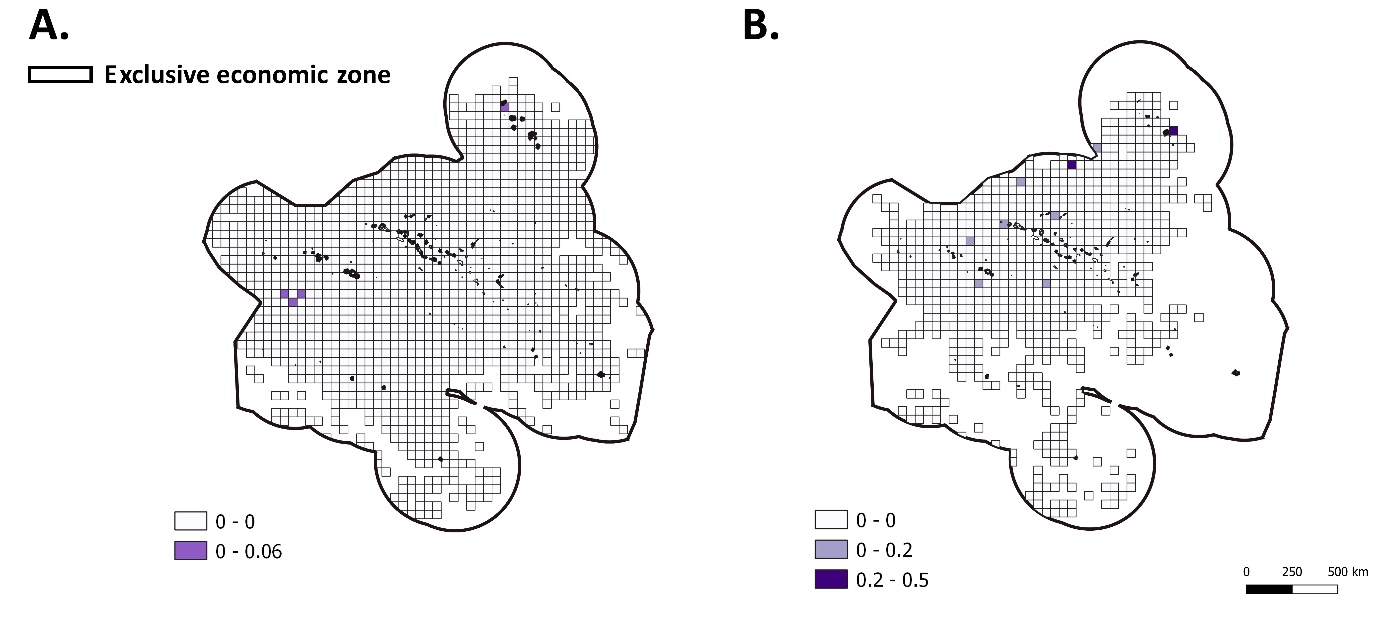 A.
B.
Exclusive economic zone
0 - 0
0 - 0.06
0 - 0
0 - 0.2
0.2 - 0.5
0 250 500 km